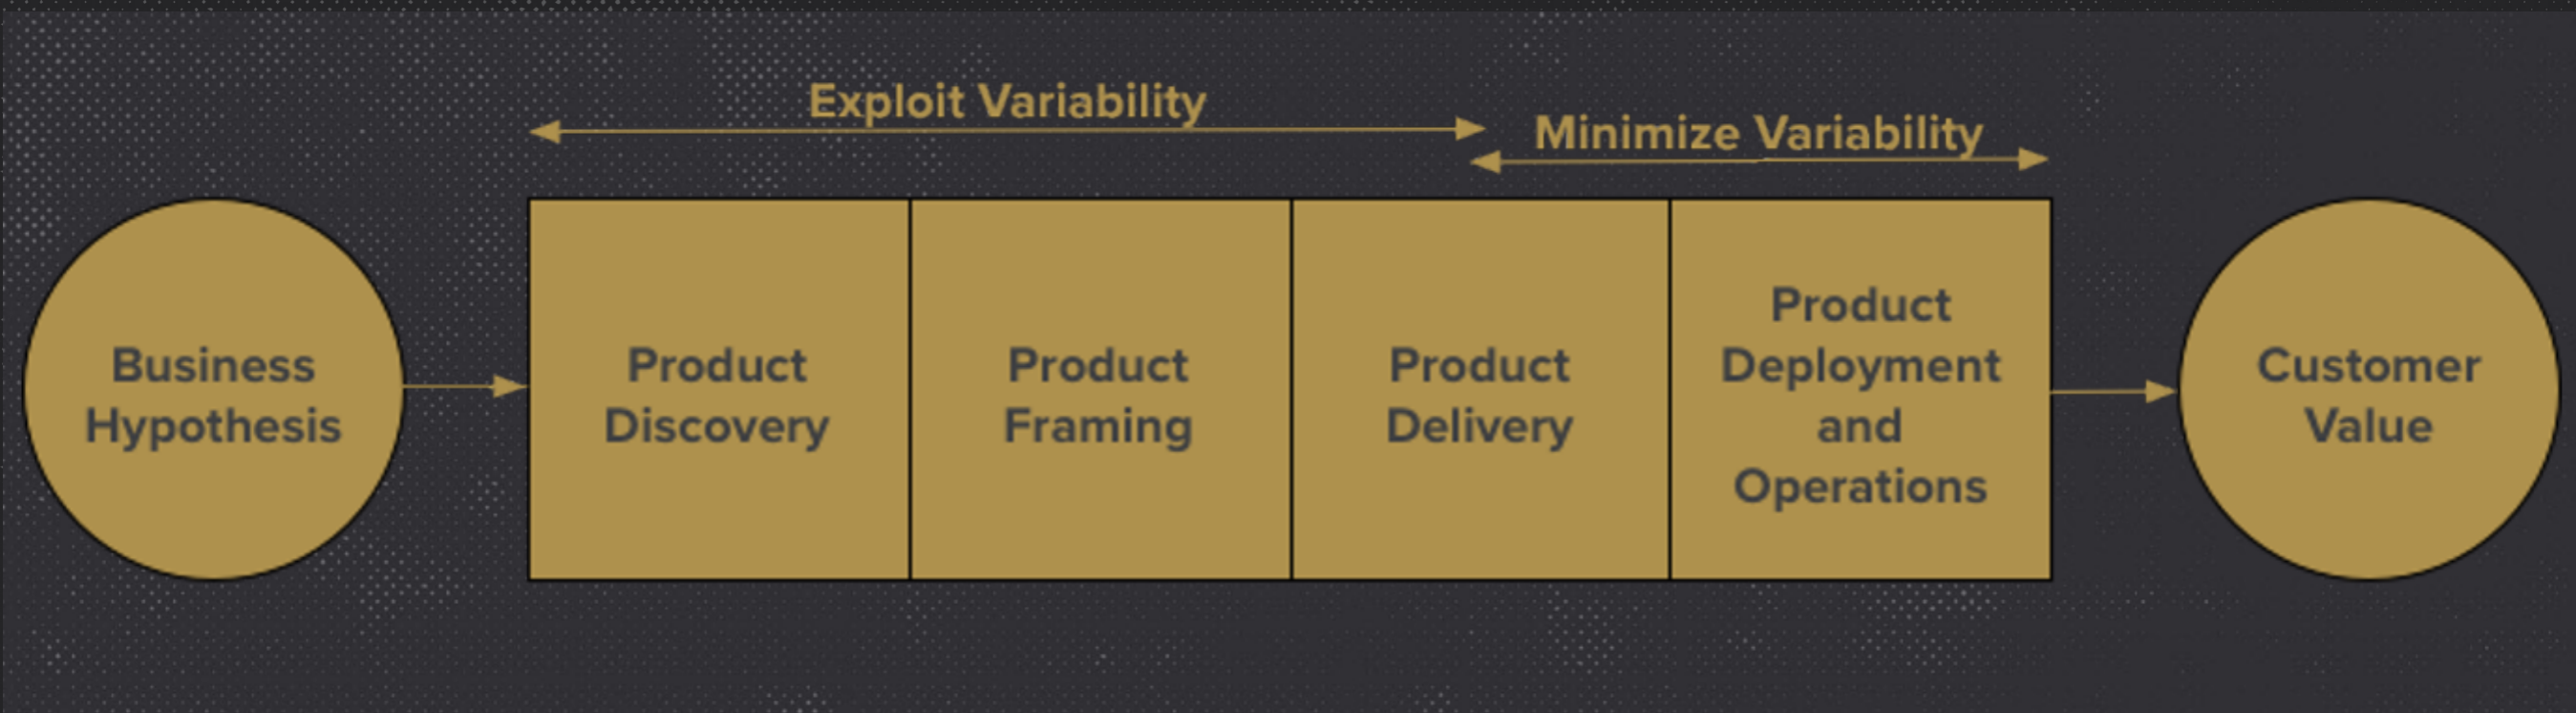 Exploit Variability
Minimize Variability
Business
Hypothesis
Product
Discovery
Product
Framing
Product
Delivery
Product
Deployment
and
Operations
Customer
Value